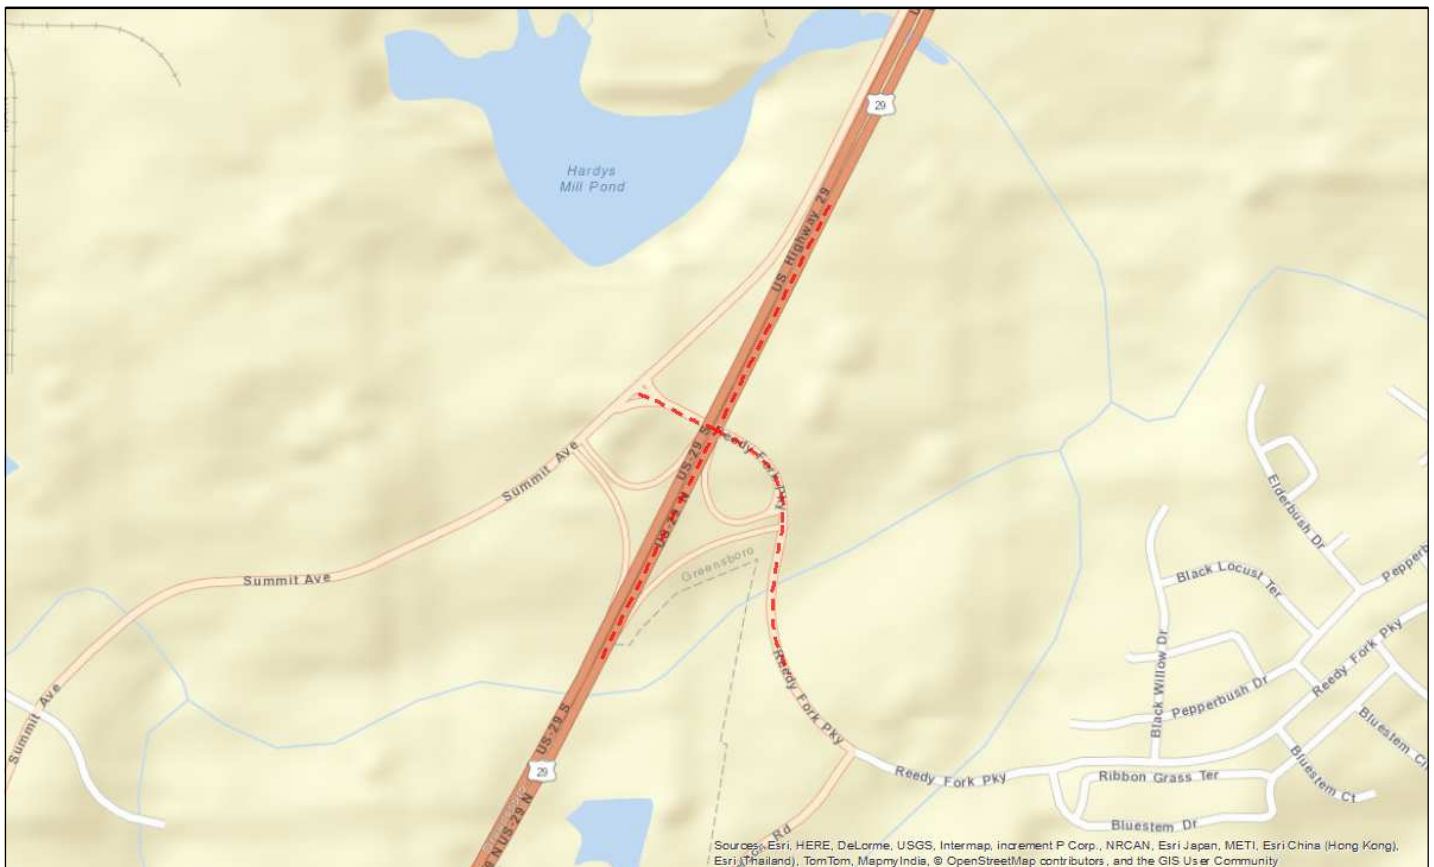 29
Hardys
Mill Pond
US Highway 29
US-29 S
Reedy Fork Pky
US-29 N
Summit Ave
Greensboro
Summit Ave
Elderbush Dr
Black Locust Ter
Reedy Fork Pky
Black Willow Dr
Pepperbush Dr
Reedy Fork Pky
Summit Ave
US-29 S
29
US-29 N
Reedy Fork Pky
Ribbon Grass Ter
Bluestem Ct
Bluestem Dr
Rd
Sources: Esri, HERE, DeLorme, USGS, Intermap, increment P Corp., NRCAN, Esri Japan, METI, Esri China (Hong Kong),
Esri (Thailand), TomTom, MapmyIndia, © OpenStreetMap contributors, and the GIS User Community